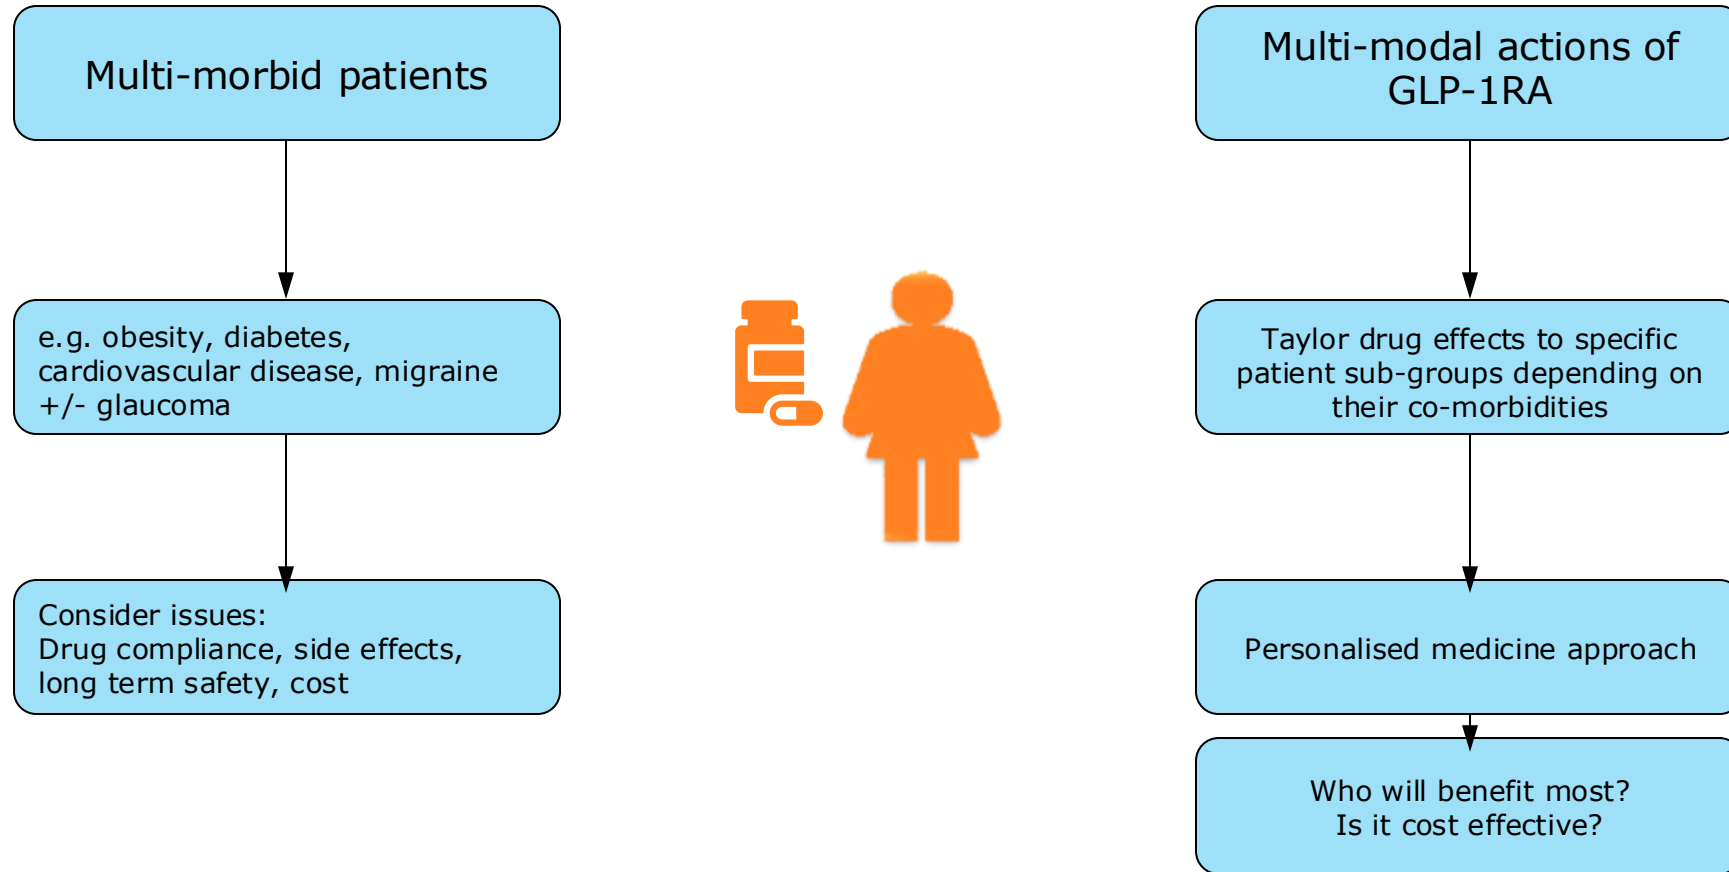 Multi-morbid patients
e.g. obesity, diabetes,
cardiovascular disease, migraine
+/- glaucoma
Consider issues:
Drug compliance, side effects,
long term safety, cost
Multi-modal actions of
GLP-1RA
Taylor drug effects to specific
patient sub-groups depending on
their co-morbidities
Personalised medicine approach
Who will benefit most?
Is it cost effective?